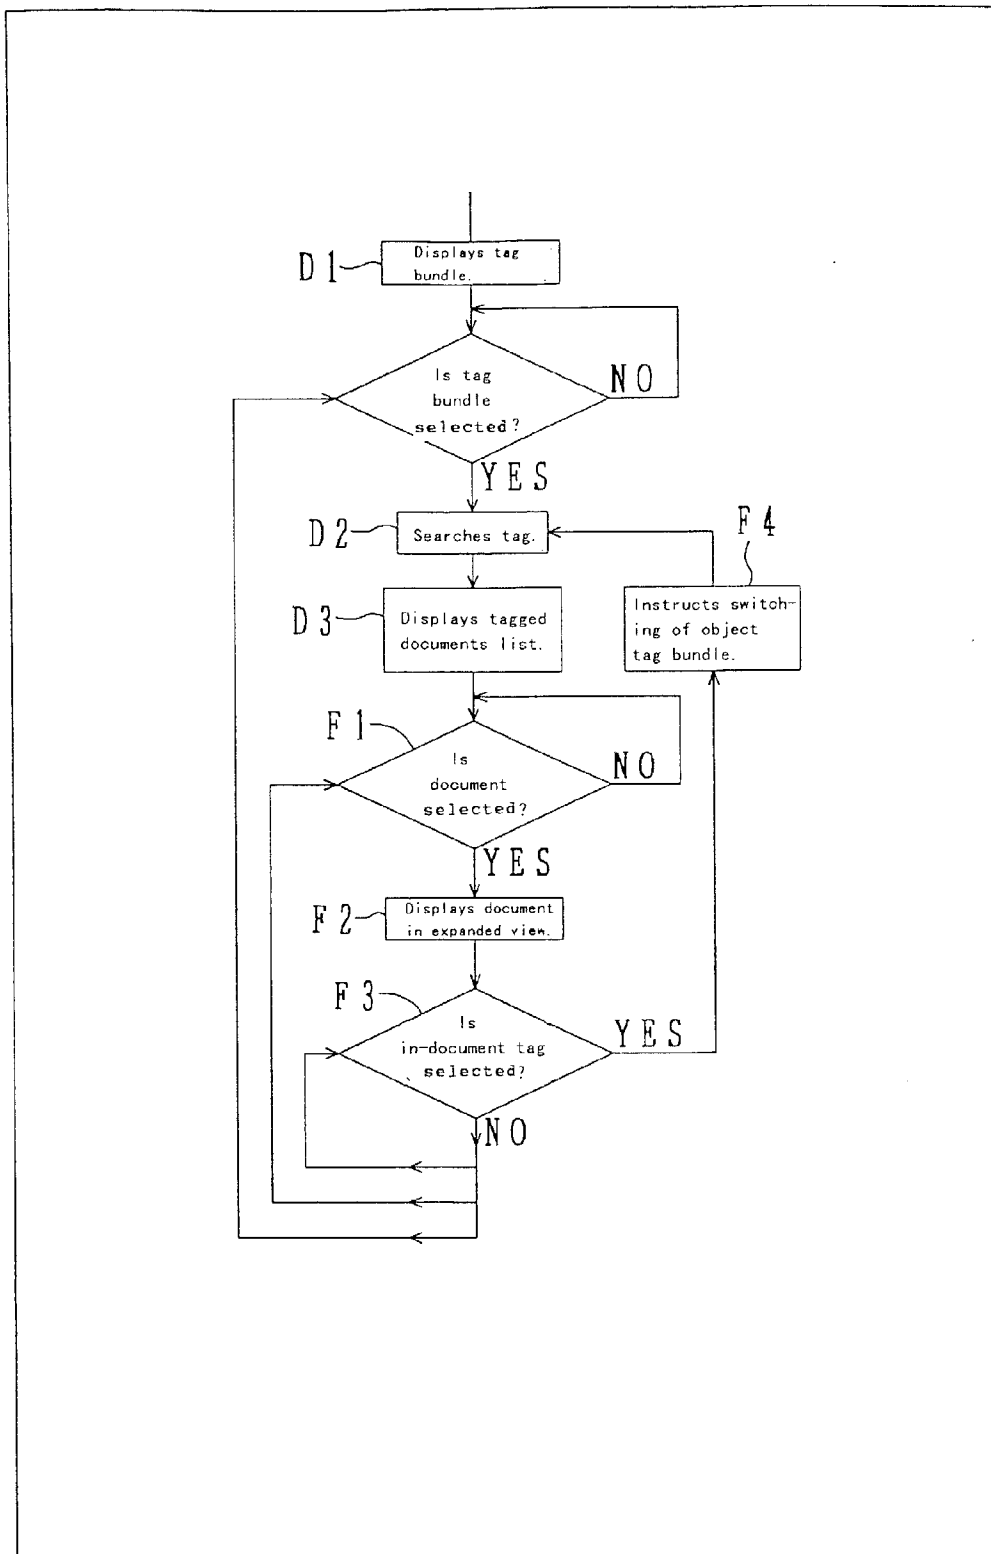 D1
Displays tag
bundle.
Is tag
bundle
selected?
NO
YES
D2
Searches tag.
F4
Instructs switch-
ing of object
tag bundle.
D3
Displays tagged
documents list.
F1
Is
document
selected?
NO
YES
F2
Displays document
in expanded view.
F3
Is
in-document tag
selected?
YES
NO